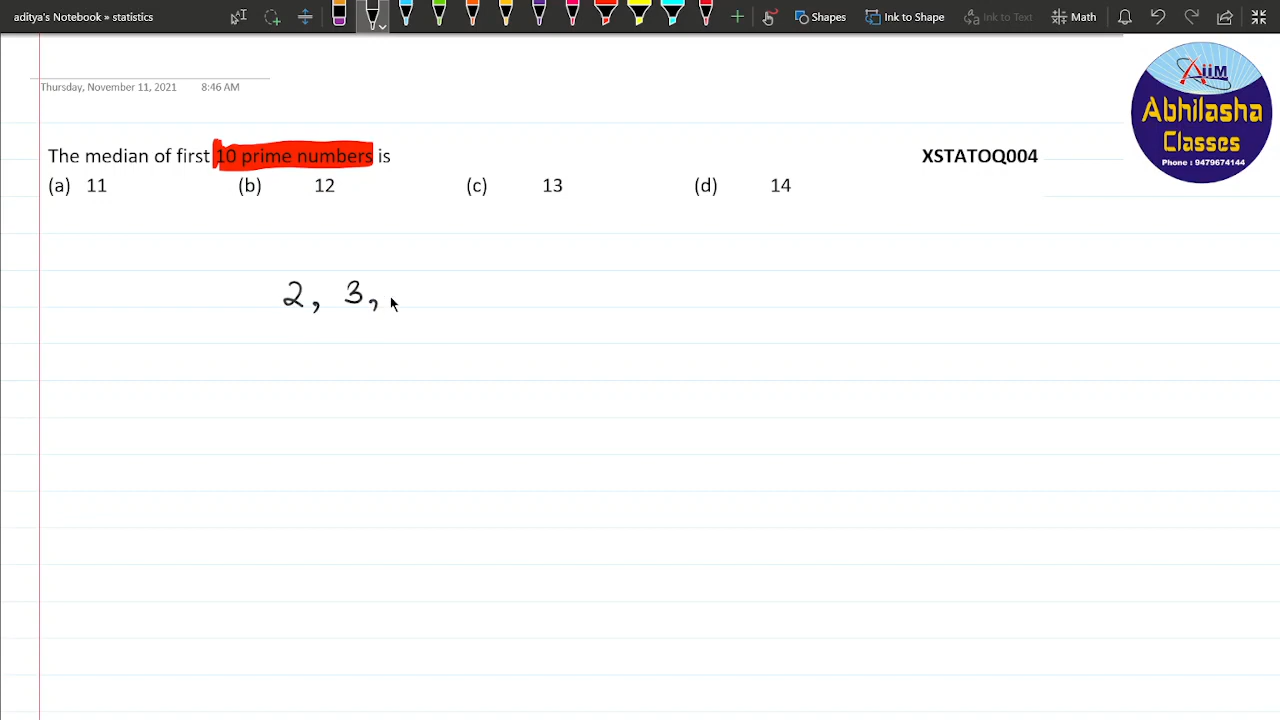 aditya's Notebook » statistics
Shapes
Ink to Shape
Ink to Text
Math
Thursday, November 11, 2021 8:46 AM
AIIM
Abhilasha
Classes
Phone : 9479674144
The median of first 10 prime numbers is XSTATOQ004
(a) 11 (b) 12 (c) 13 (d) 14
2, 3,